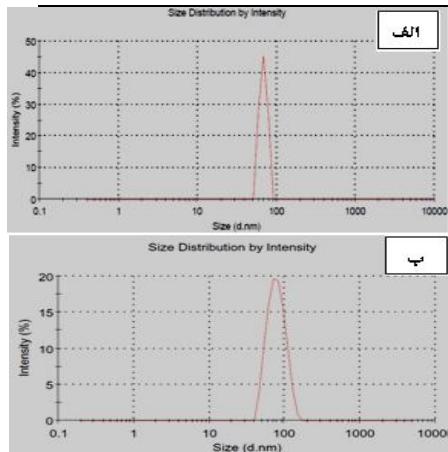 Size Distribution by Intensity
الف
50
40
30
20
10
0
Intensity (%)
0.1 1 10 100 1000 10000
Size (d.nm)
Size Distribution by Intensity
ب
20
15
10
5
0
Intensity (%)
0.1 1 10 100 1000 10000
Size (d.nm)